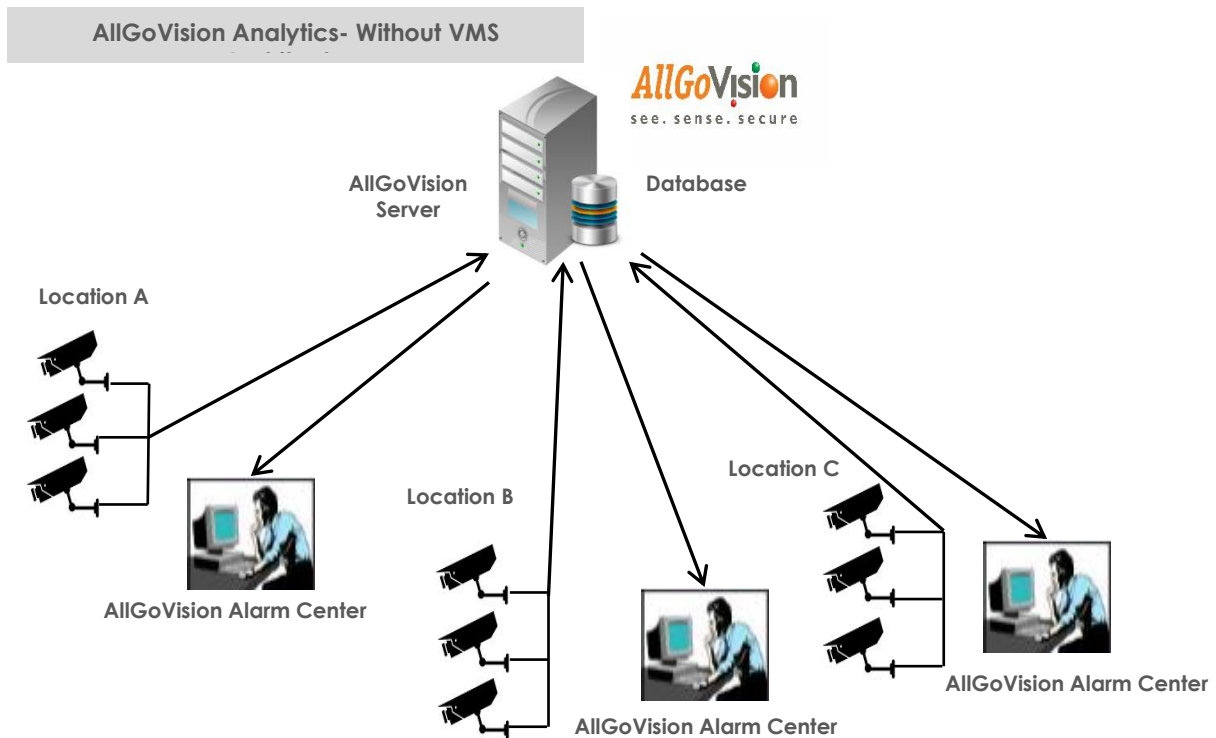 AllGoVision Analytics- Without VMS
AllGoVision
see. sense. secure
AllGoVision
Server
Database
Location A
Location C
Location B
AllGoVision Alarm Center
AllGoVision Alarm Center
AllGoVision Alarm Center